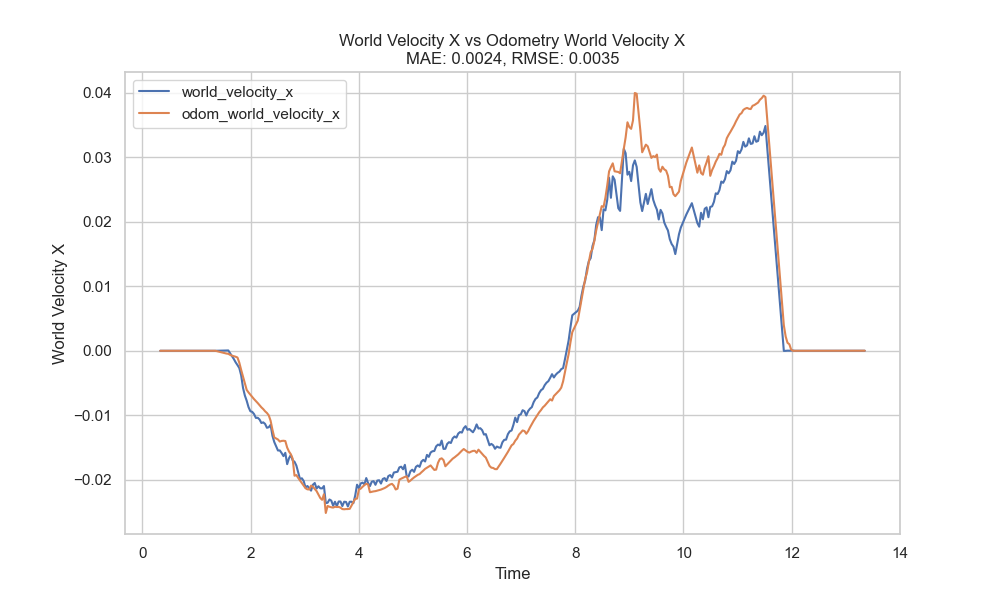 World Velocity X vs Odometry World Velocity X
MAE: 0.0024, RMSE: 0.0035
world_velocity_x
odom_world_velocity_x
World Velocity X
0.04
0.03
0.02
0.01
0.00
−0.01
−0.02
0 2 4 6 8 10 12 14
Time